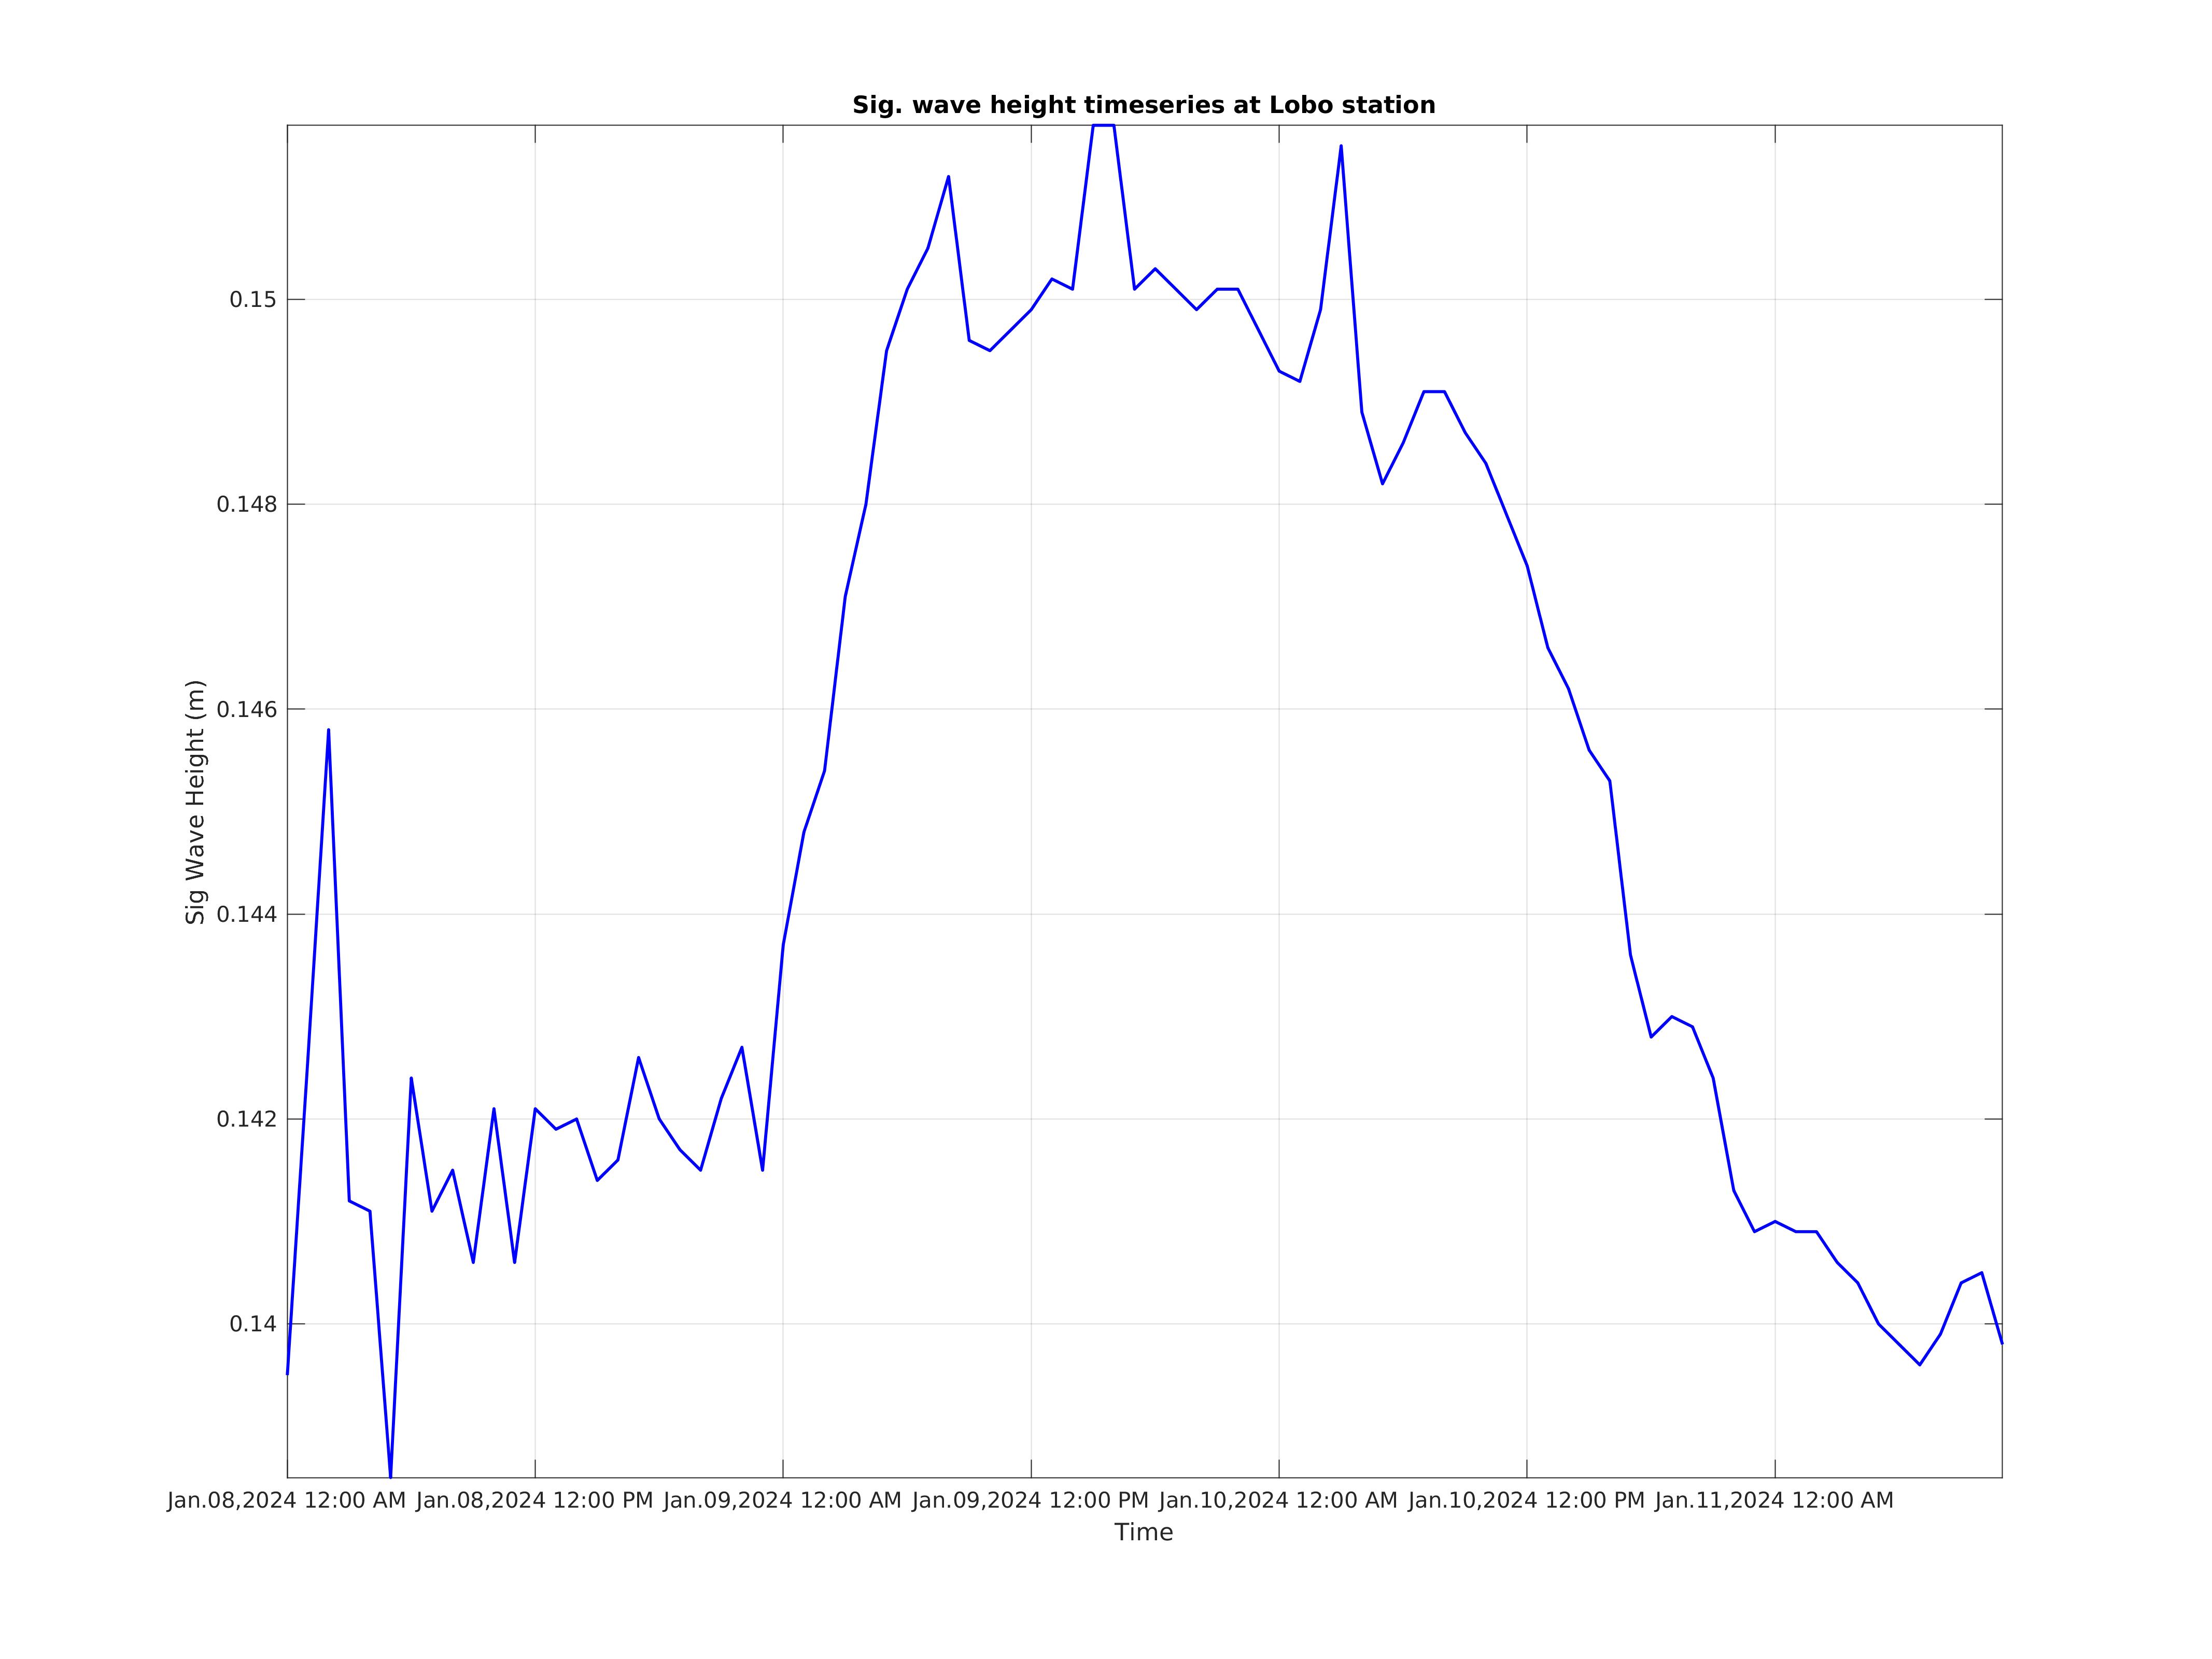 Sig. wave height timeseries at Lobo station
0.15
0.148
0.146
0.144
0.142
0.14
Sig Wave Height (m)
Jan.08,2024 12:00 AM Jan.08,2024 12:00 PM Jan.09,2024 12:00 AM Jan.09,2024 12:00 PM Jan.10,2024 12:00 AM Jan.10,2024 12:00 PM Jan.11,2024 12:00 AM
Time